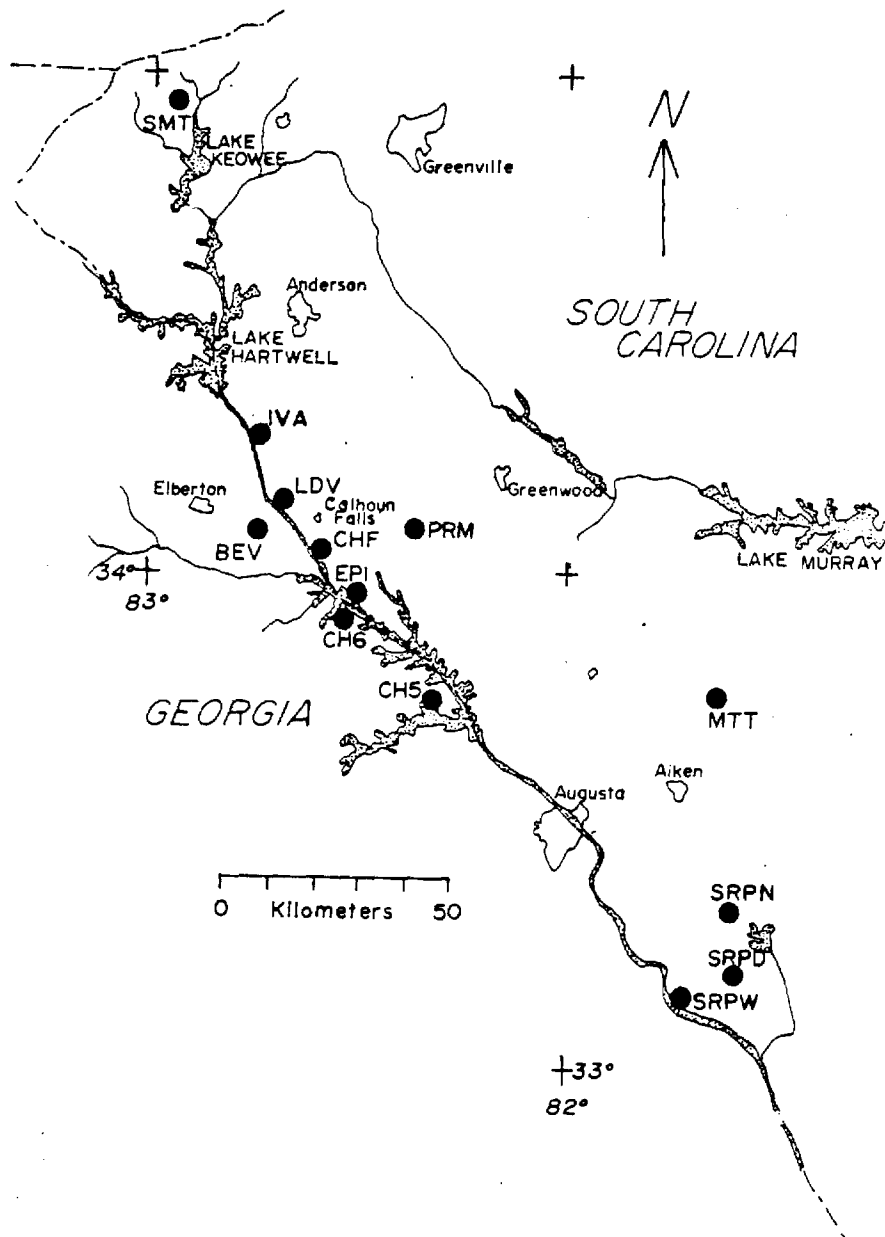 SMT
LAKE
KEOWEE
Greenville
N
Anderson
SOUTH
CAROLINA
LAKE
HARTWELL
IVA
Elberton
LDV
Calhoun
Falls
Greenwood
BEV
CHF
PRM
LAKE MURRAY
34°
83°
EPI
CH6
CH5
GEORGIA
MTT
Aiken
Augusta
0 Kilometers 50
SRPN
SRPD
SRPW
33°
82°